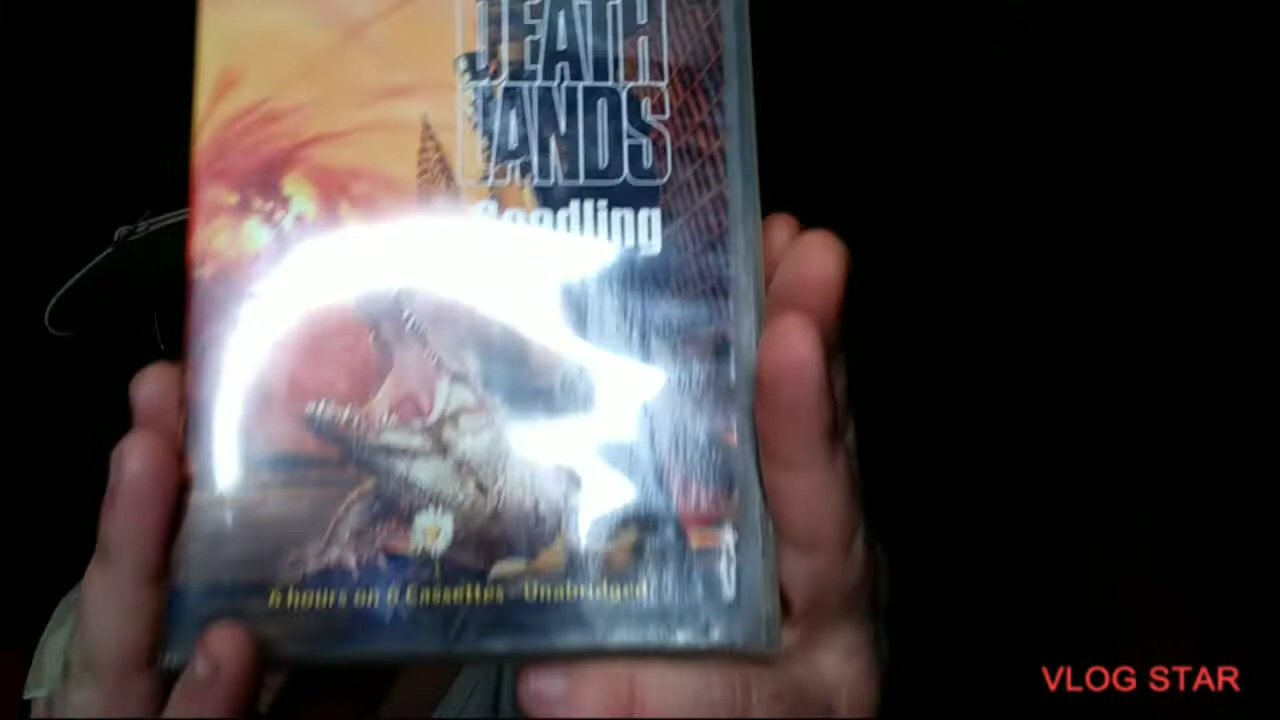 DEATH
LANDS
Seedling
6 hours on 6 Cassettes - Unabridged
VLOG STAR